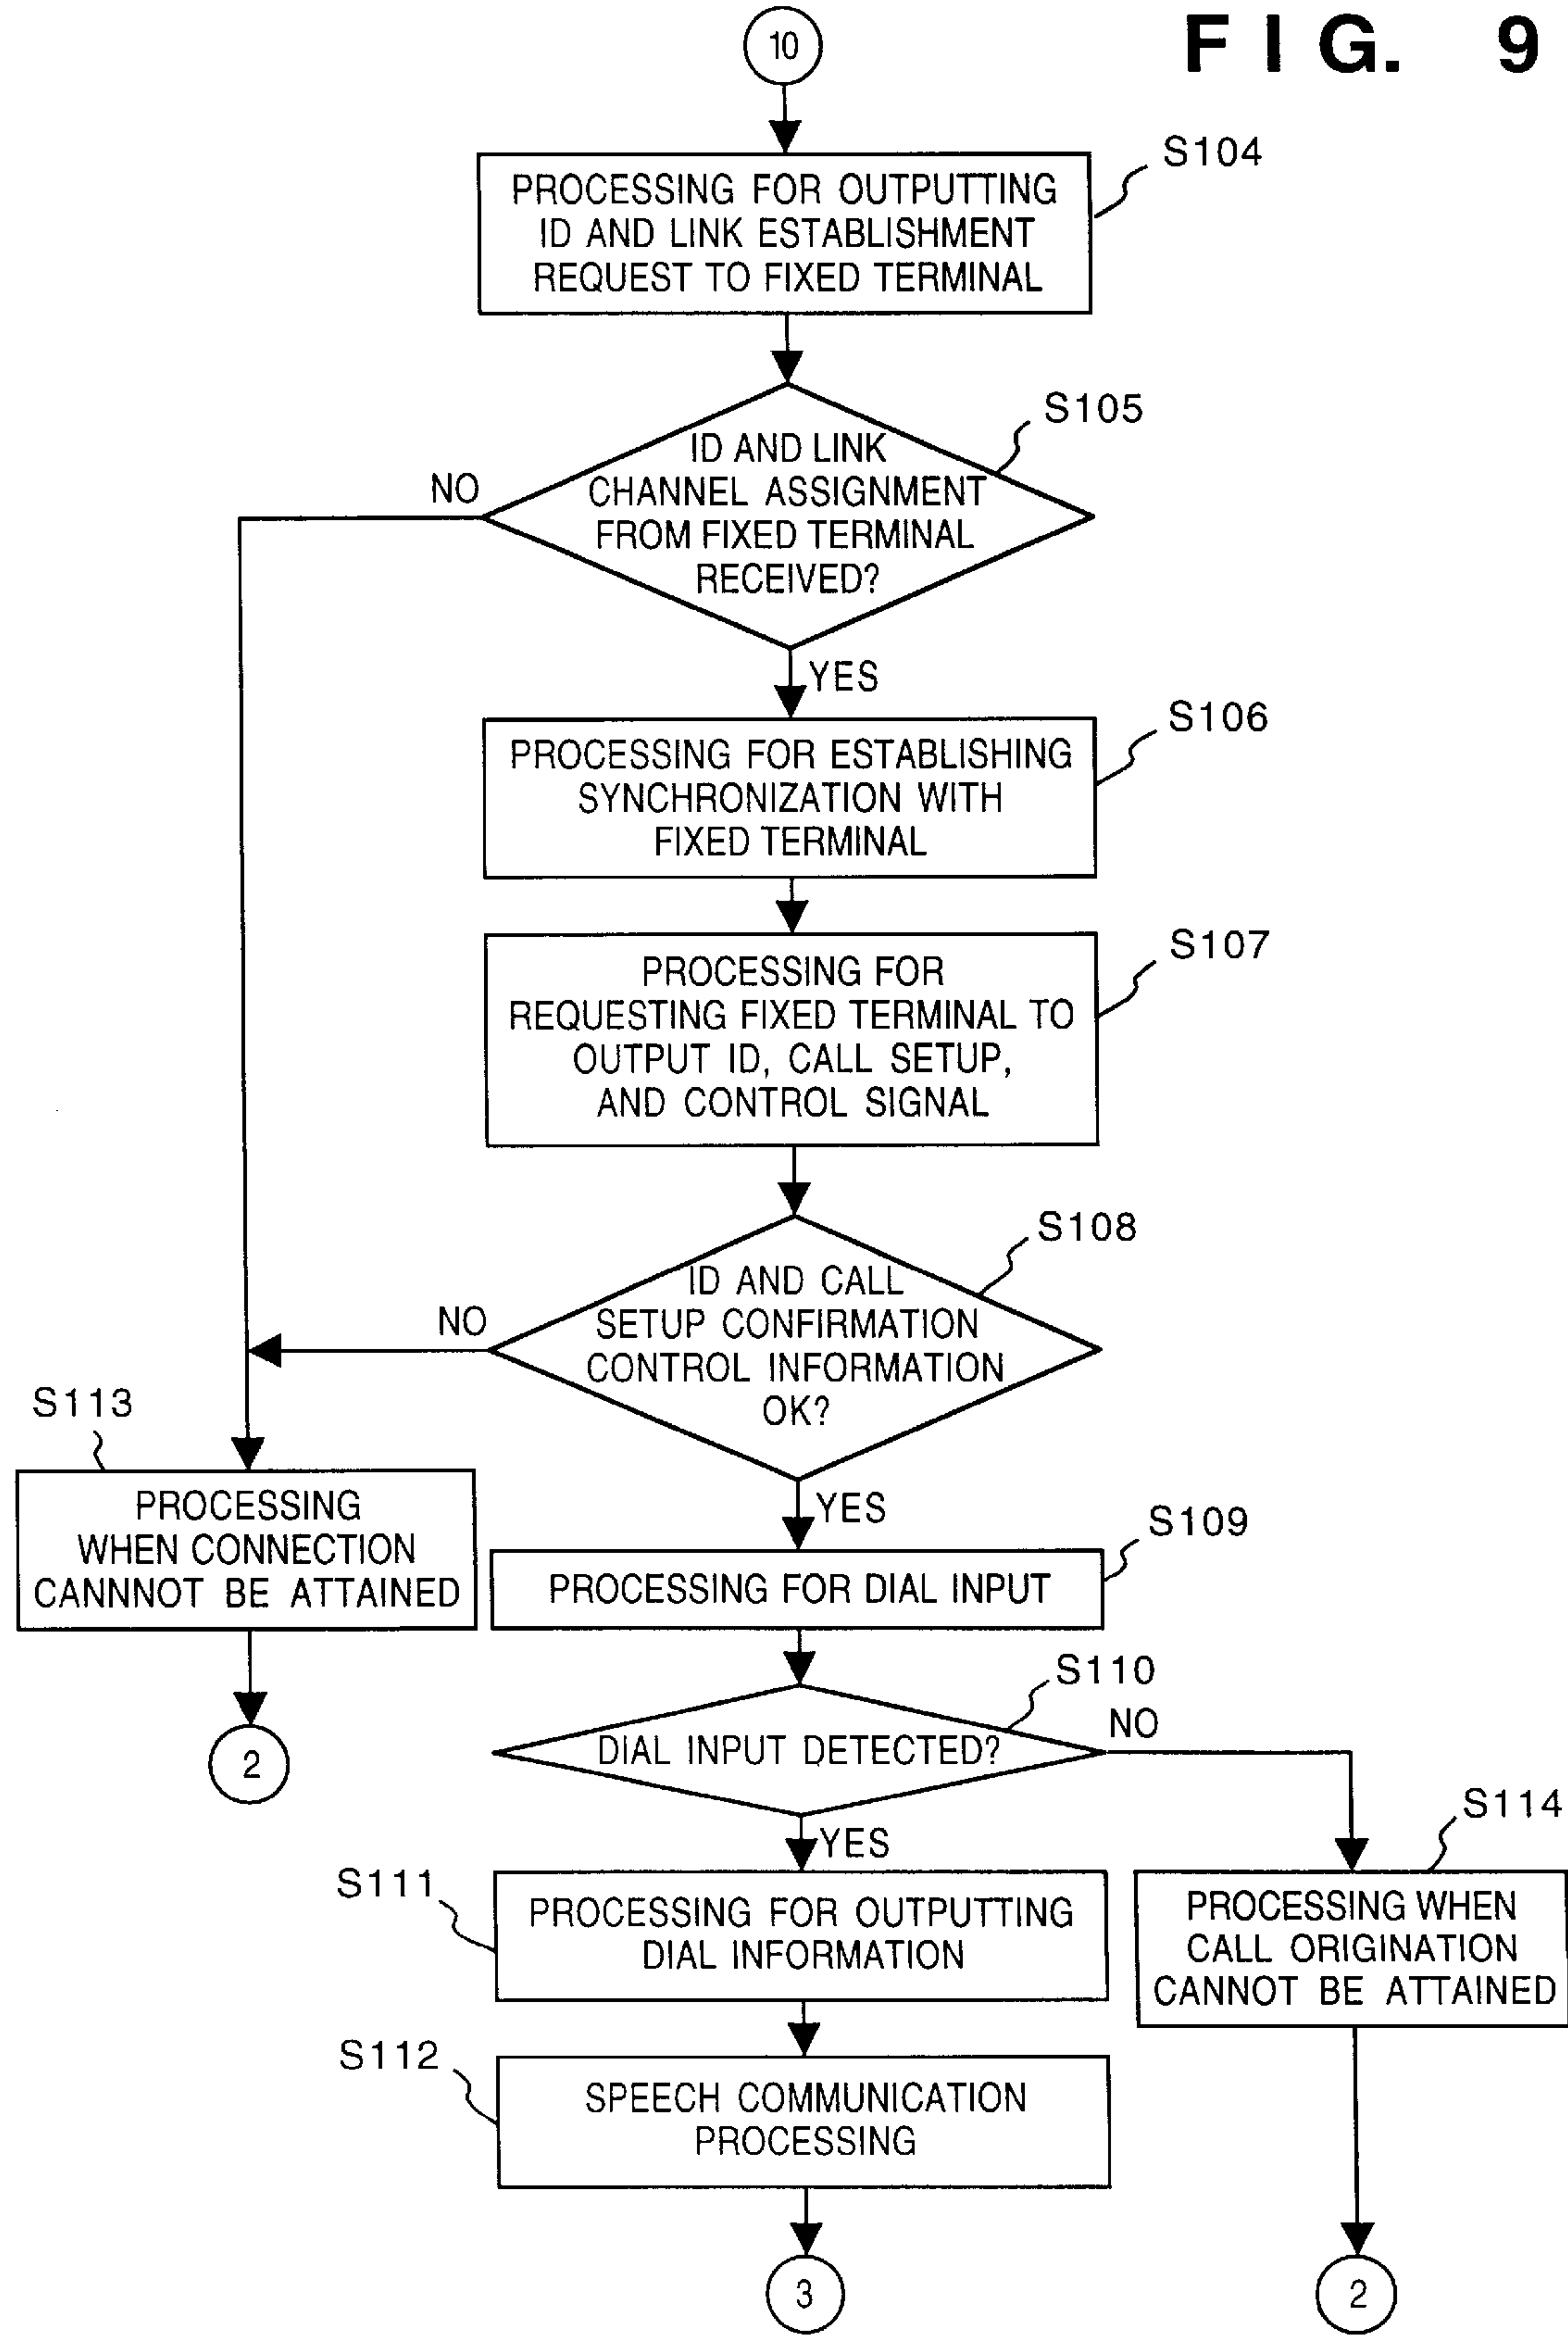 FIG. 9
10
S104
PROCESSING FOR OUTPUTTING
ID AND LINK ESTABLISHMENT
REQUEST TO FIXED TERMINAL
S105
ID AND LINK
CHANNEL ASSIGNMENT
FROM FIXED TERMINAL
RECEIVED?
NO
YES
S106
PROCESSING FOR ESTABLISHING
SYNCHRONIZATION WITH
FIXED TERMINAL
S107
PROCESSING FOR
REQUESTING FIXED TERMINAL TO
OUTPUT ID, CALL SETUP,
AND CONTROL SIGNAL
S108
ID AND CALL
SETUP CONFIRMATION
CONTROL INFORMATION
OK?
NO
S113
PROCESSING
WHEN CONNECTION
CANNNOT BE ATTAINED
2
YES
S109
PROCESSING FOR DIAL INPUT
S110
DIAL INPUT DETECTED?
NO
YES
S114
PROCESSING WHEN
CALL ORIGINATION
CANNOT BE ATTAINED
S111
PROCESSING FOR OUTPUTTING
DIAL INFORMATION
S112
SPEECH COMMUNICATION
PROCESSING
3
2